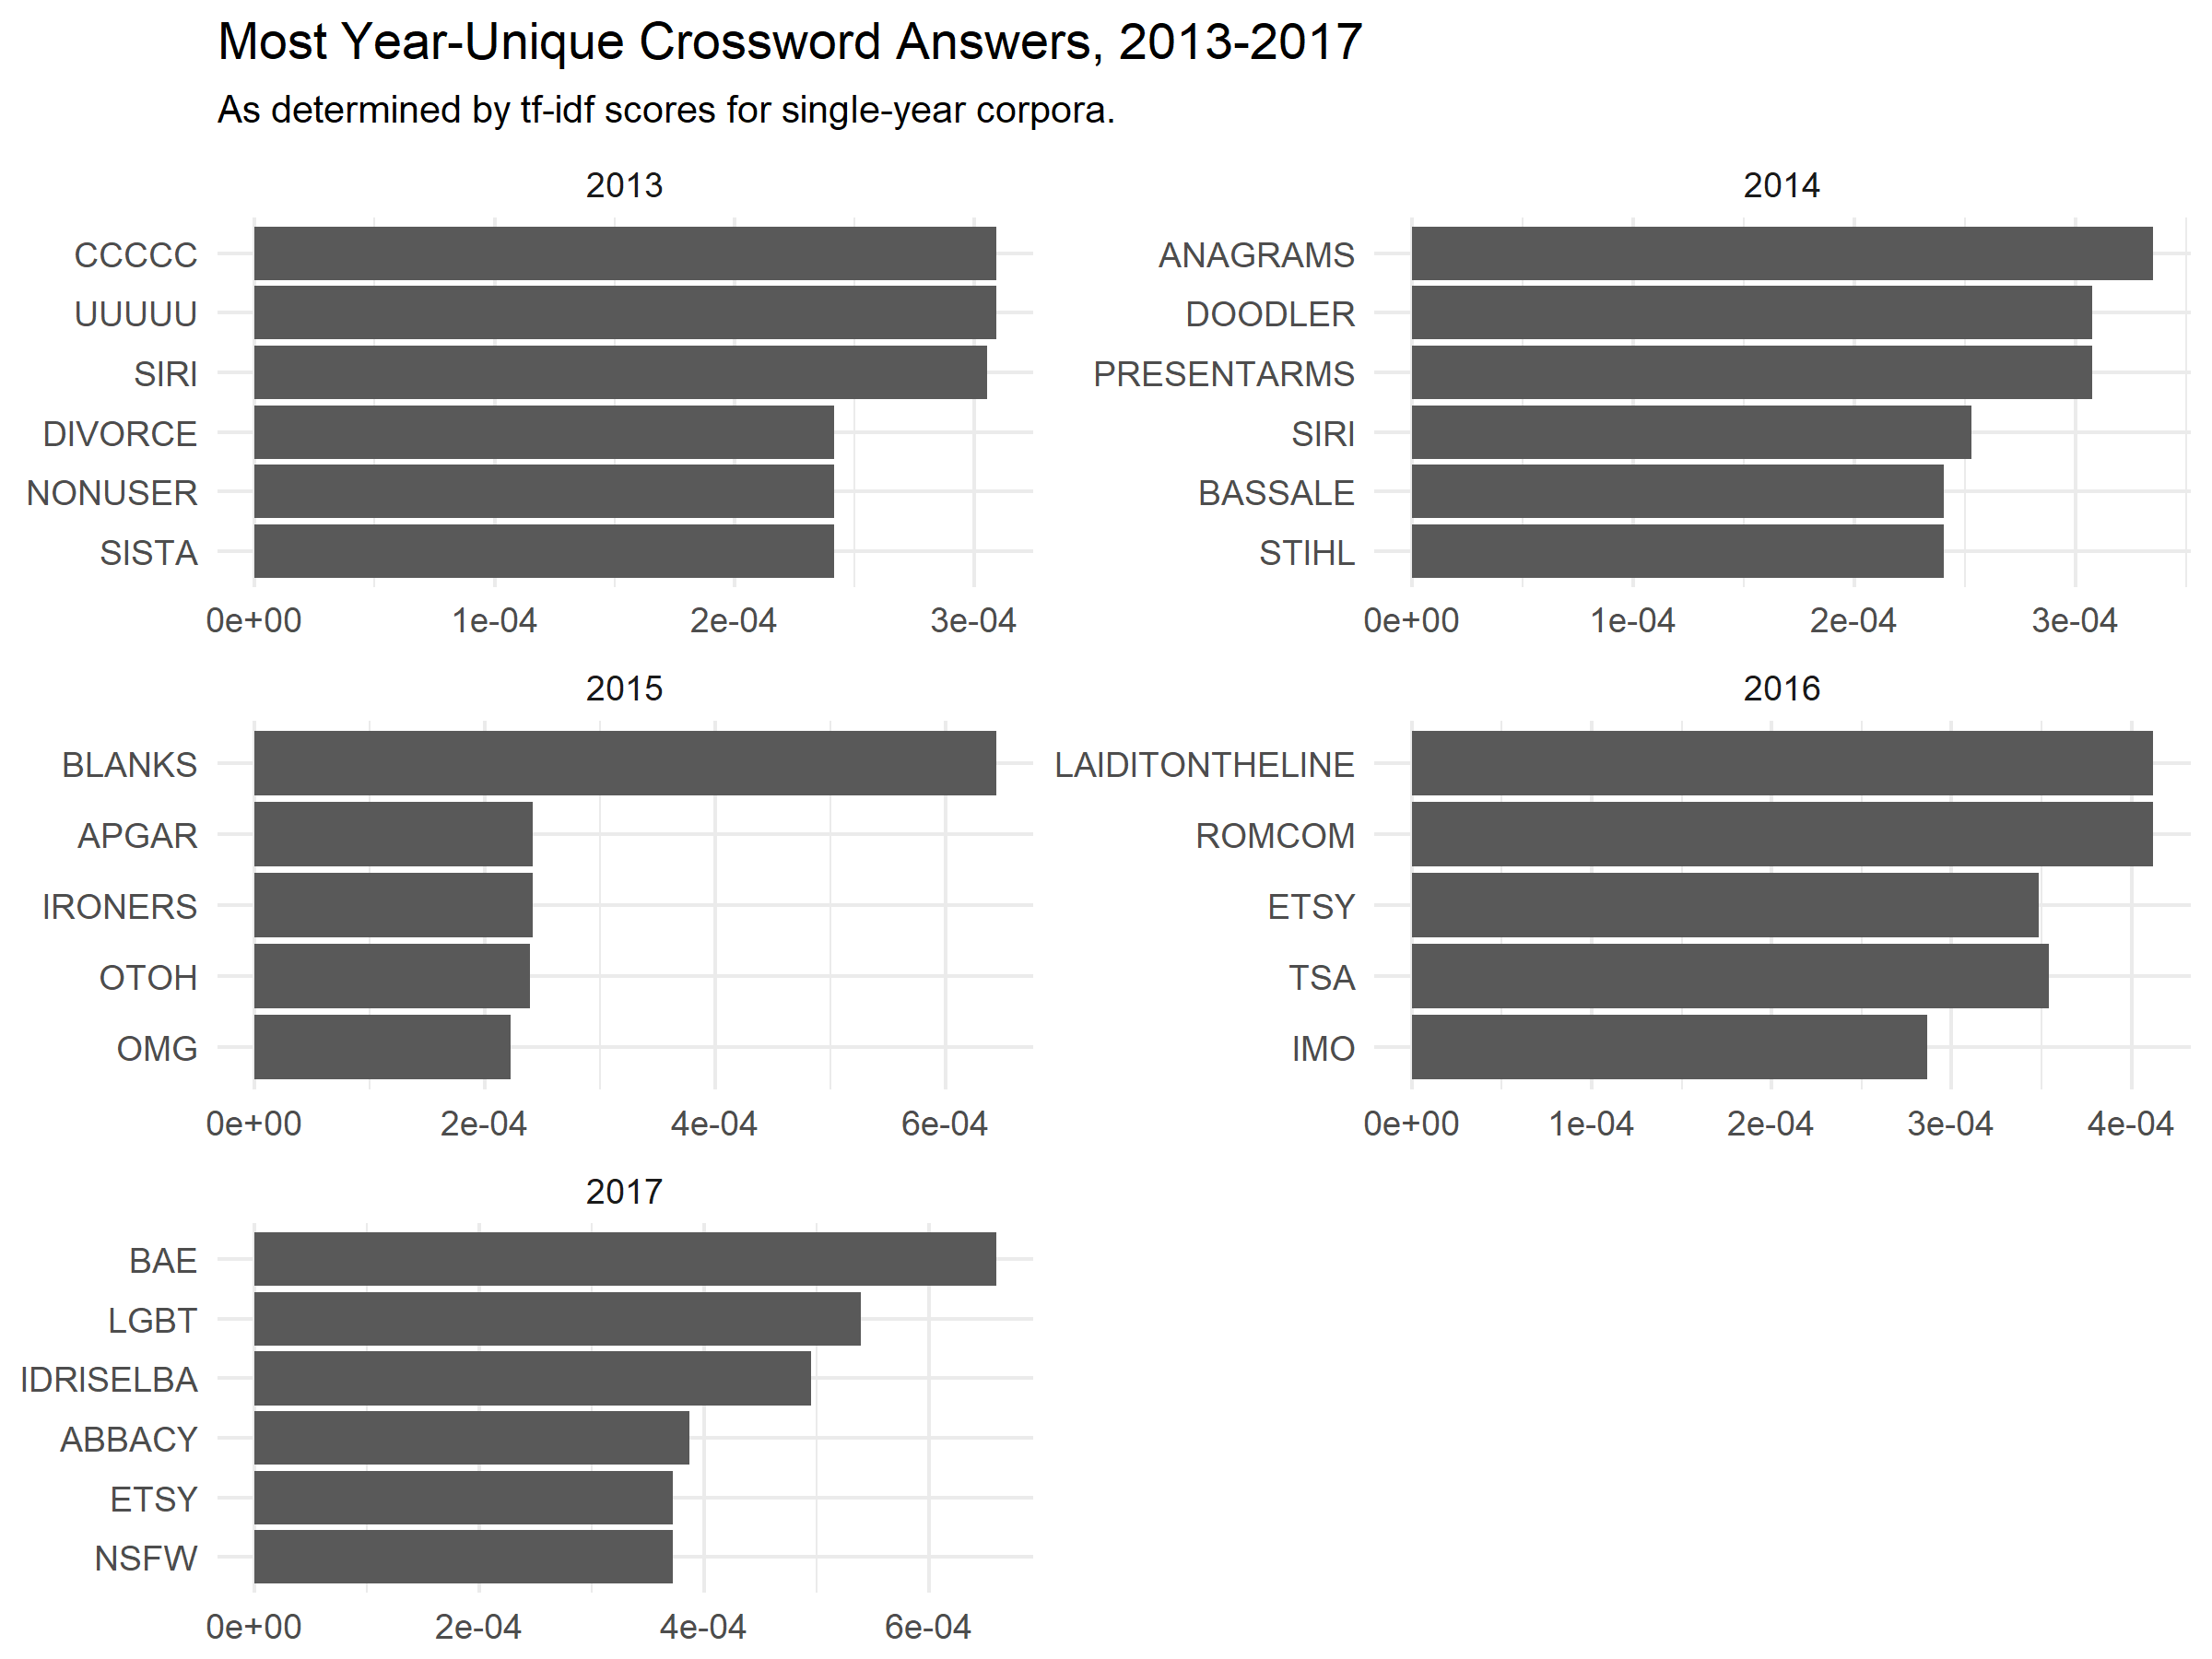 Most Year-Unique Crossword Answers, 2013-2017
As determined by tf-idf scores for single-year corpora.
2013
CCCCC
UUUUU
SIRI
DIVORCE
NONUSER
SISTA
0e+00 1e-04 2e-04 3e-04
2014
ANAGRAMS
DOODLER
PRESENTARMS
SIRI
BASSALE
STIHL
0e+00 1e-04 2e-04 3e-04
2015
BLANKS
APGAR
IRONERS
OTOH
OMG
0e+00 2e-04 4e-04 6e-04
2016
LAIDITONTHELINE
ROMCOM
ETSY
TSA
IMO
0e+00 1e-04 2e-04 3e-04 4e-04
2017
BAE
LGBT
IDRISELBA
ABBACY
ETSY
NSFW
0e+00 2e-04 4e-04 6e-04